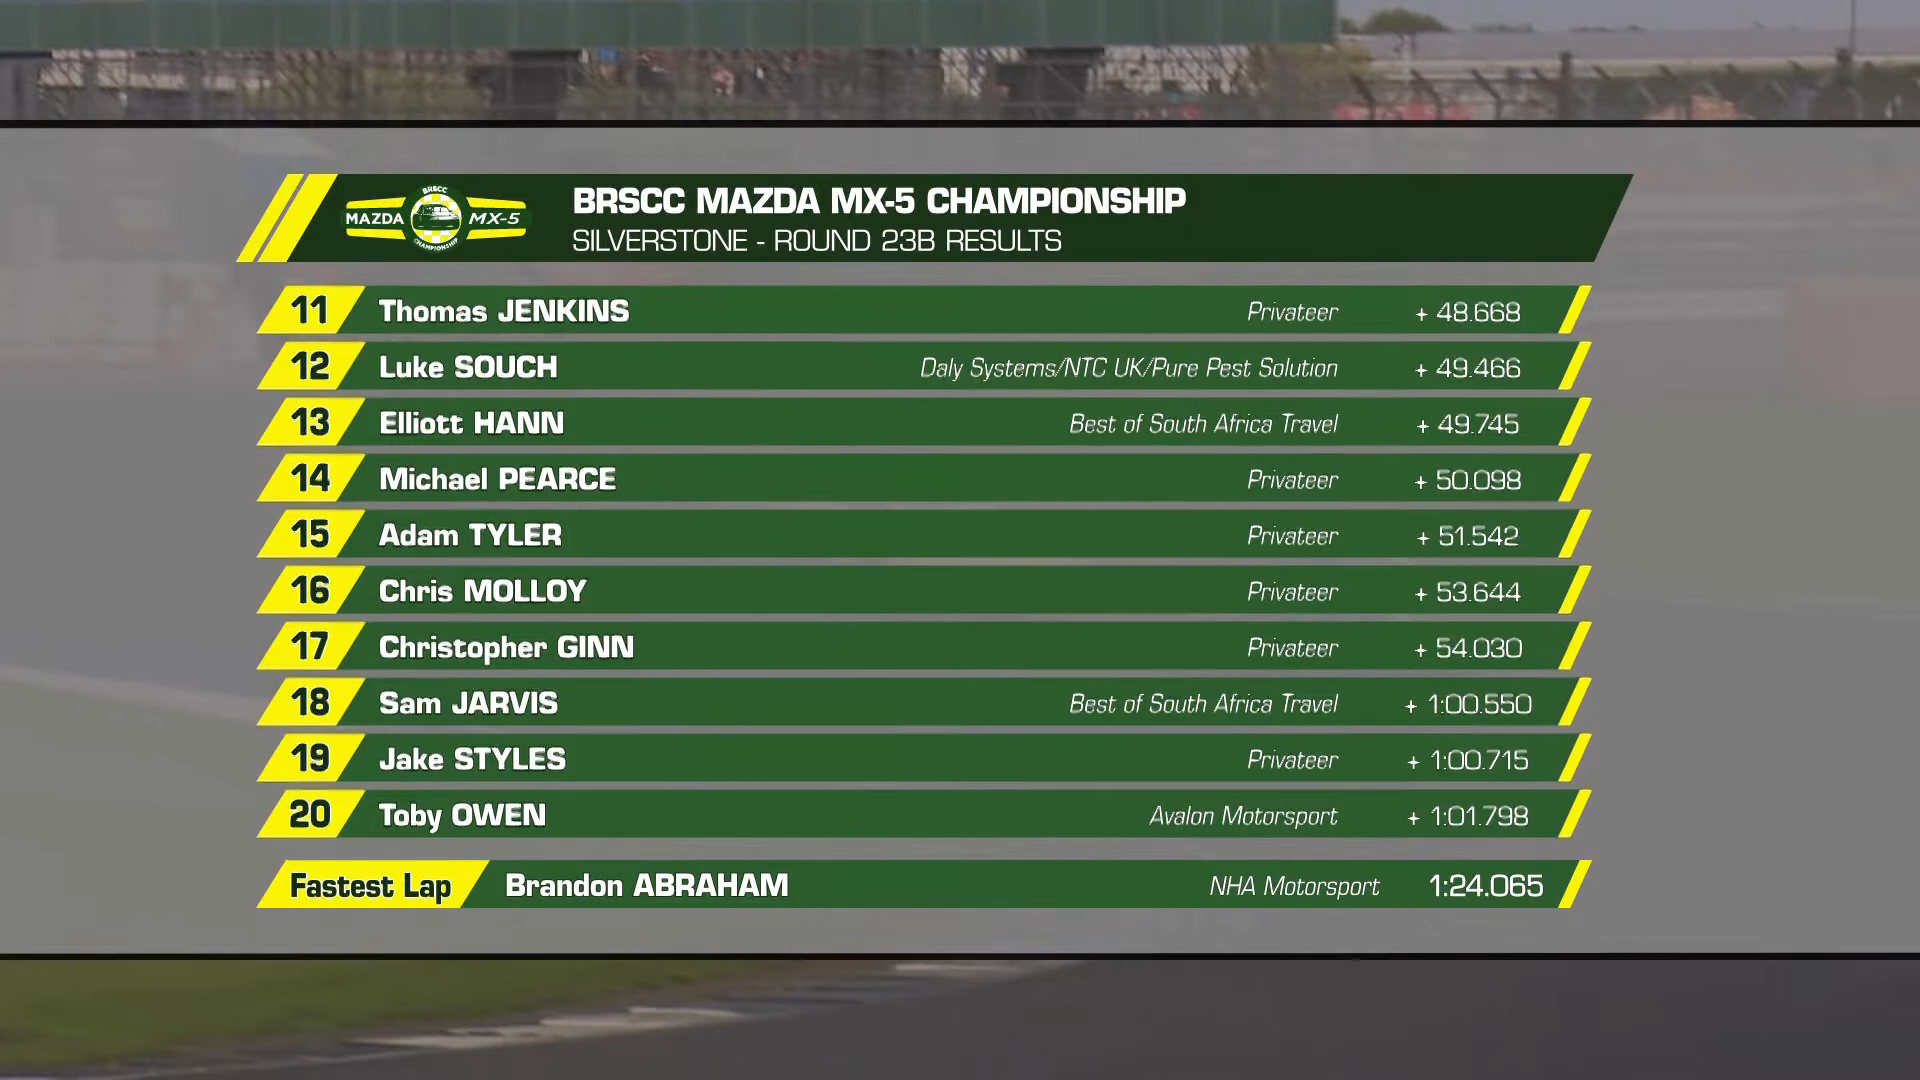 BRSCC
MAZDA MX-5
CHAMPIONSHIP
BRSCC MAZDA MX-5 CHAMPIONSHIP
SILVERSTONE - ROUND 23B RESULTS
11 Thomas JENKINS Privateer + 48.668
12 Luke SOUCH Daly Systems/NTC UK/Pure Pest Solution + 49.466
13 Elliott HANN Best of South Africa Travel + 49.745
14 Michael PEARCE Privateer + 50.098
15 Adam TYLER Privateer + 51.542
16 Chris MOLLOY Privateer + 53.644
17 Christopher GINN Privateer + 54.030
18 Sam JARVIS Best of South Africa Travel + 1:00.550
19 Jake STYLES Privateer + 1:00.715
20 Toby OWEN Avalon Motorsport + 1:01.798
Fastest Lap Brandon ABRAHAM NHA Motorsport 1:24.065